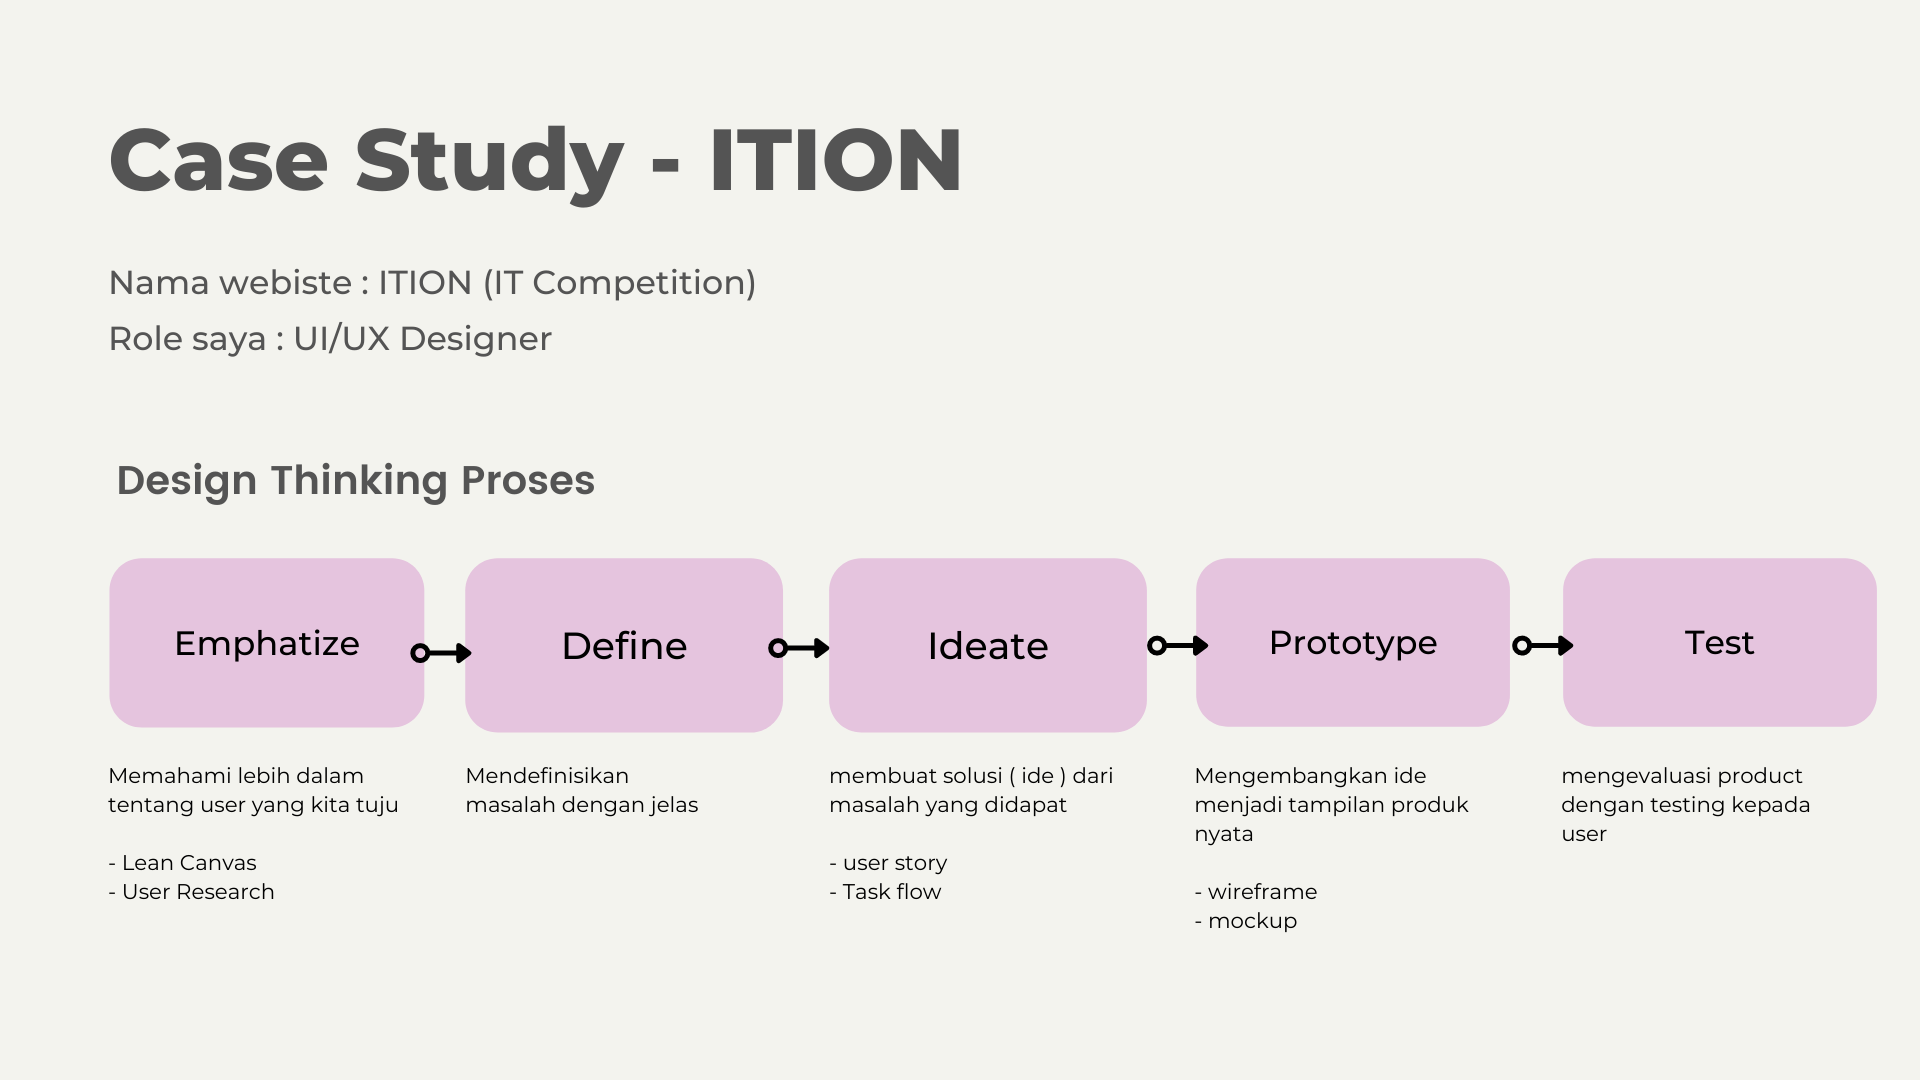 Case Study - ITION
Nama webiste : ITION (IT Competition)
Role saya : UI/UX Designer
Design Thinking Proses
Emphatize
Define
Ideate
Prototype
Test
Memahami lebih dalam
tentang user yang kita tuju
- Lean Canvas
- User Research
Mendefinisikan
masalah dengan jelas
membuat solusi ( ide ) dari
masalah yang didapat
- user story
- Task flow
Mengembangkan ide
menjadi tampilan produk
nyata
- wireframe
- mockup
mengevaluasi product
dengan testing kepada
user